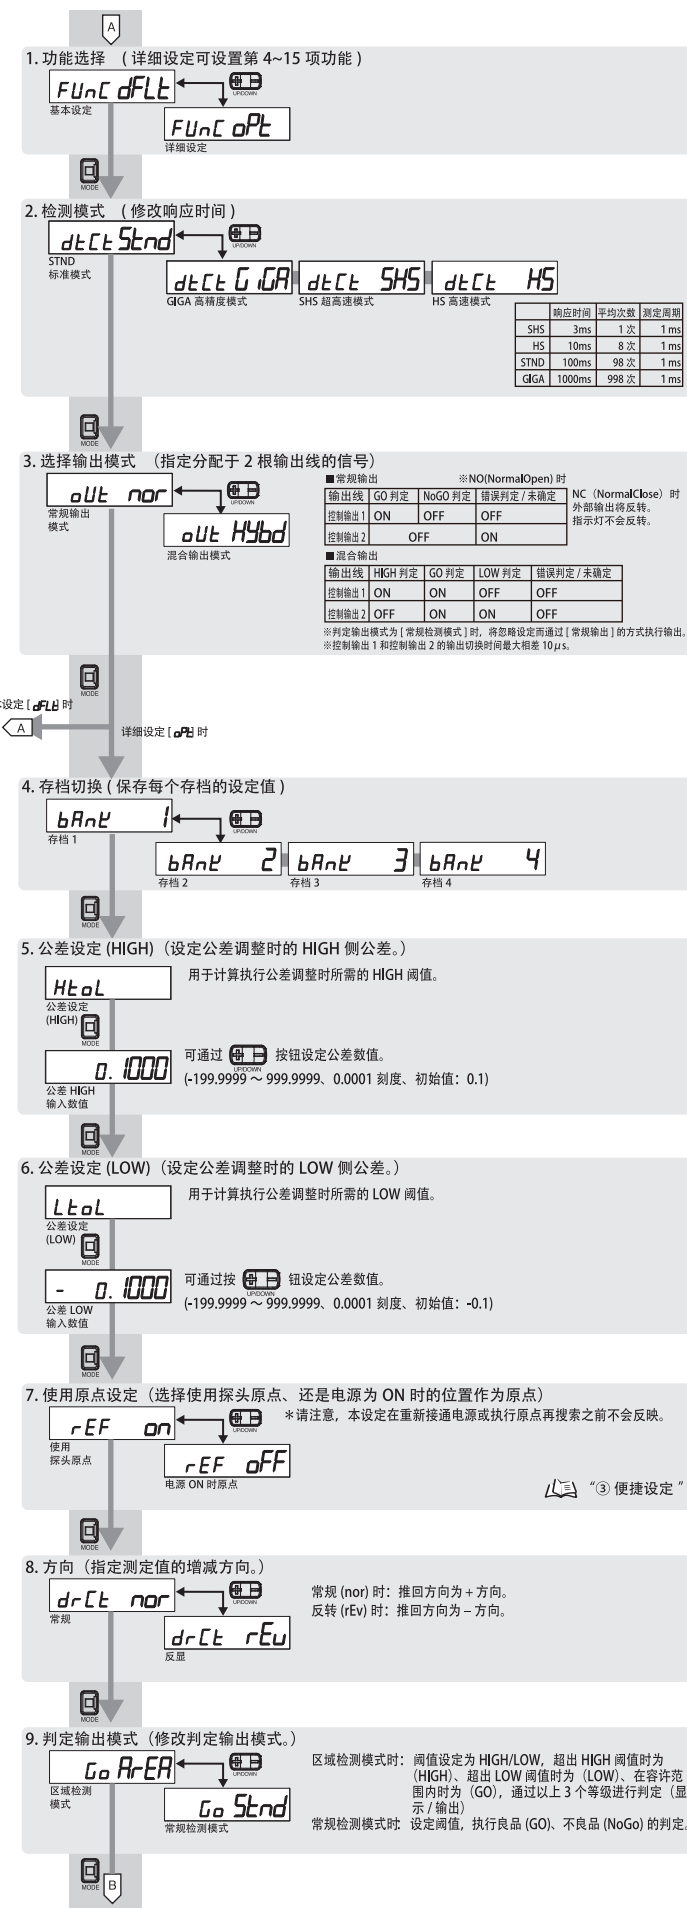 A
1. 功能选择 ( 详细设定可设置第 4~15 项功能 )
FUnC dFLt
UP/DOWN
基本设定
FUnC oPt
详细设定
MODE
2. 检测模式 ( 修改响应时间 )
dtCt Stnd
UP/DOWN
STND
标准模式
dtCt GiGA
dtCt SHS
dtCt HS
GIGA 高精度模式
SHS 超高速模式
HS 高速模式
响应时间 平均次数 测定周期
SHS 3ms 1 次 1 ms
HS 10ms 8 次 1 ms
STND 100ms 98 次 1 ms
GIGA 1000ms 998 次 1 ms
MODE
3. 选择输出模式 （指定分配于 2 根输出线的信号）
oUt nor
UP/DOWN
常规输出
模式
oUt HYbd
混合输出模式
■常规输出 ※NO(NormalOpen) 时
输出线 GO 判定 NoGO 判定 错误判定 / 未确定
控制输出 1 ON OFF OFF
控制输出 2 OFF ON
NC（NormalClose）时
外部输出将反转。
指示灯不会反转。
■混合输出
输出线 HIGH 判定 GO 判定 LOW 判定 错误判定 / 未确定
控制输出 1 ON ON OFF OFF
控制输出 2 OFF ON ON OFF
※判定输出模式为 [ 常规检测模式 ] 时，将忽略设定而通过 [ 常规输出 ] 的方式执行输出。
※控制输出 1 和控制输出 2 的输出切换时间最大相差 10μs。
MODE
设定 [ dFLt] 时
A
详细设定 [ oPt] 时
4. 存档切换 ( 保存每个存档的设定值 )
bAnK 1
UP/DOWN
存档 1
bAnK 2
bAnK 3
bAnK 4
存档 2
存档 3
存档 4
MODE
5. 公差设定 (HIGH)（设定公差调整时的 HIGH 侧公差。）
HtoL
用于计算执行公差调整时所需的 HIGH 阈值。
公差设定
(HIGH)
MODE
0. 1000
可通过 UP/DOWN 按钮设定公差数值。
(-199.9999 ～ 999.9999、0.0001 刻度、初始值：0.1)
公差 HIGH
输入数值
MODE
6. 公差设定 (LOW)（设定公差调整时的 LOW 侧公差。）
LtoL
用于计算执行公差调整时所需的 LOW 阈值。
公差设定
(LOW)
MODE
- 0. 1000
可通过按 UP/DOWN 钮设定公差数值。
(-199.9999 ～ 999.9999、0.0001 刻度、初始值：-0.1)
公差 LOW
输入数值
MODE
7. 使用原点设定（选择使用探头原点、还是电源为 ON 时的位置作为原点）
rEF on
UP/DOWN
＊请注意，本设定在重新接通电源或执行原点再搜索之前不会反映。
使用
探头原点
rEF oFF
电源 ON 时原点
“③ 便捷设定 ”
MODE
8. 方向（指定测定值的增减方向。）
drCt nor
UP/DOWN
常规
drCt rEv
反显
常规 (nor) 时：推回方向为 + 方向。
反转 (rEv) 时：推回方向为 – 方向。
MODE
9. 判定输出模式（修改判定输出模式。）
Go ArEA
UP/DOWN
区域检测
模式
Go Stnd
常规检测模式
区域检测模式时：阈值设定为 HIGH/LOW，超出 HIGH 阈值时为
（HIGH）、超出 LOW 阈值时为（LOW）、在容许范
围内时为（GO），通过以上 3 个等级进行判定（显
示 / 输出）
常规检测模式时：设定阈值，执行良品 (GO)、不良品 (NoGo) 的判定。
MODE
B